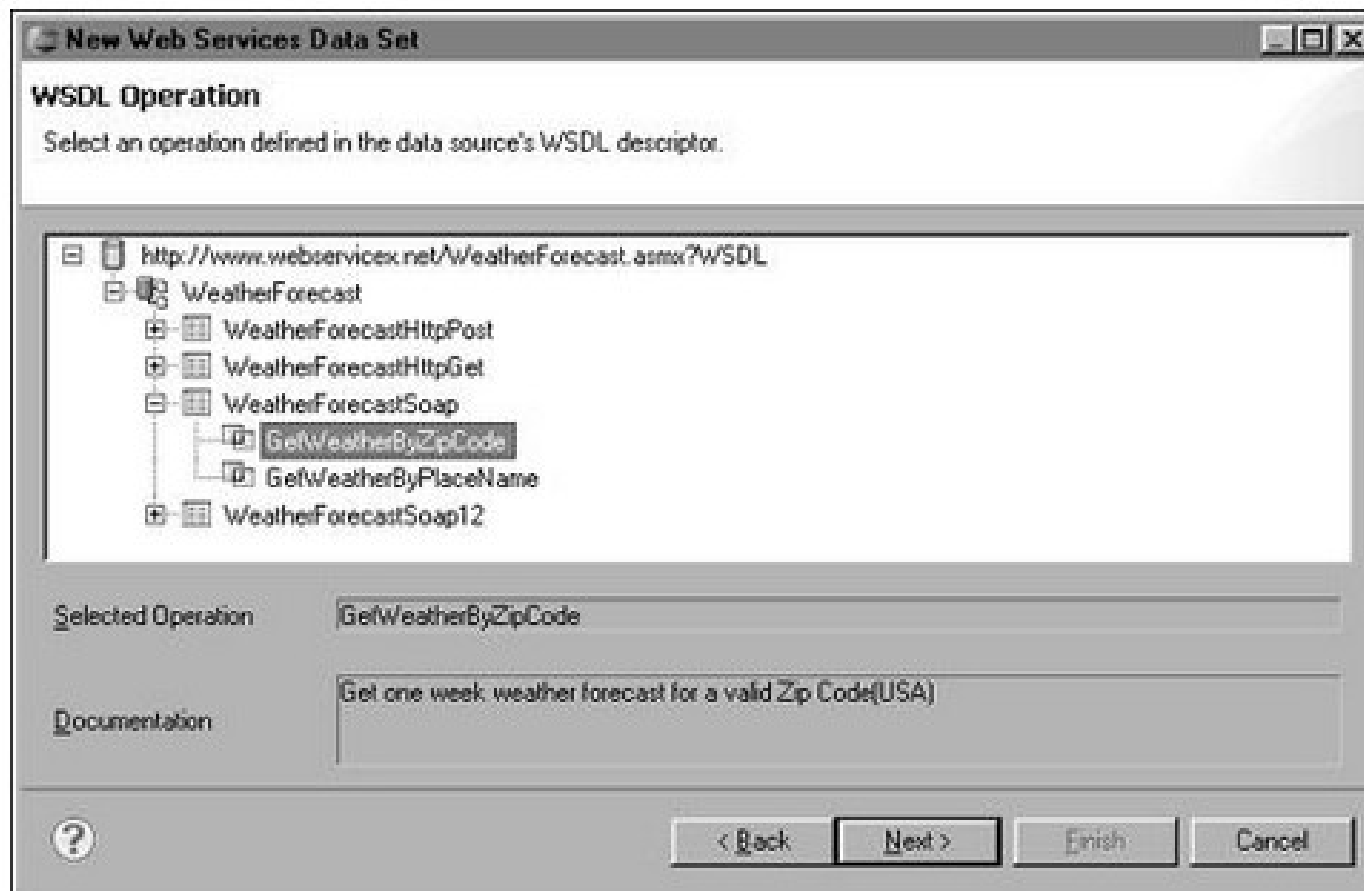 New Web Services Data Set
WSDL Operation
Select an operation defined in the data source's WSDL descriptor.
http://www.webservicex.net/WeatherForecast.asmx?WSDL
WeatherForecast
WeatherForecastHttpPost
WeatherForecastHttpGet
WeatherForecastSoap
GetWeatherByZipCode
GetWeatherByPlaceName
WeatherForecastSoap12
Selected Operation GetWeatherByZipCode
Documentation Get one week weather forecast for a valid Zip Code(USA)
? < Back Next > Finish Cancel